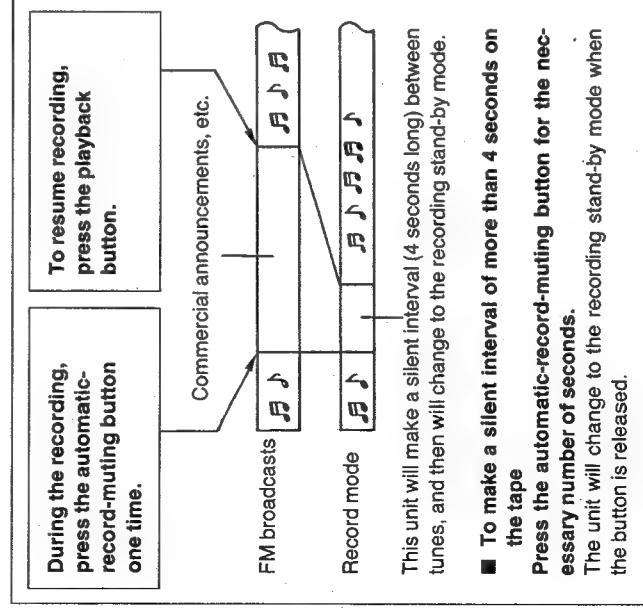 During the recording,
press the automatic-
record-muting button
one time.
To resume recording,
press the playback
button.
Commercial announcements, etc.
FM broadcasts
Record mode
This unit will make a silent interval (4 seconds long) between
tunes, and then will change to the recording stand-by mode.
■ To make a silent interval of more than 4 seconds on
the tape
Press the automatic-record-muting button for the nec-
essary number of seconds.
The unit will change to the recording stand-by mode when
the button is released.